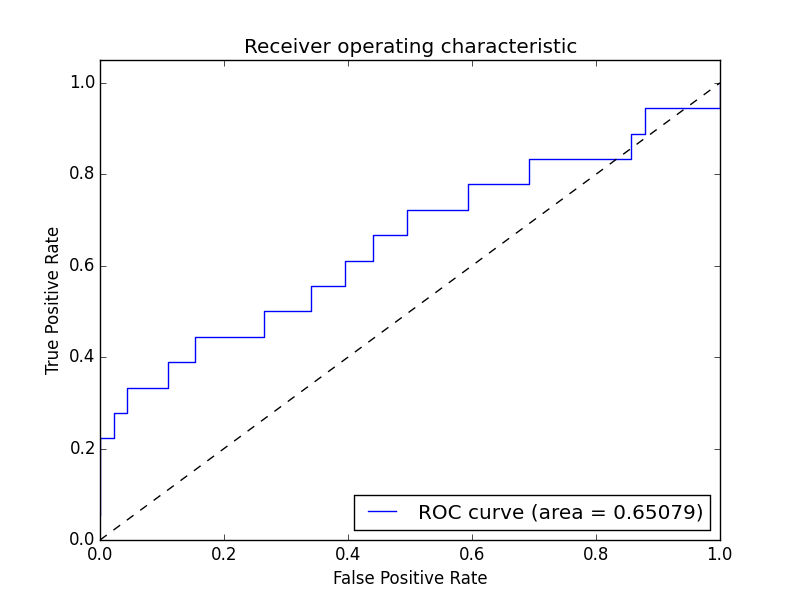 Receiver operating characteristic
1.0
0.8
0.6
0.4
0.2
0.0
True Positive Rate
ROC curve (area = 0.65079)
0.0 0.2 0.4 0.6 0.8 1.0
False Positive Rate